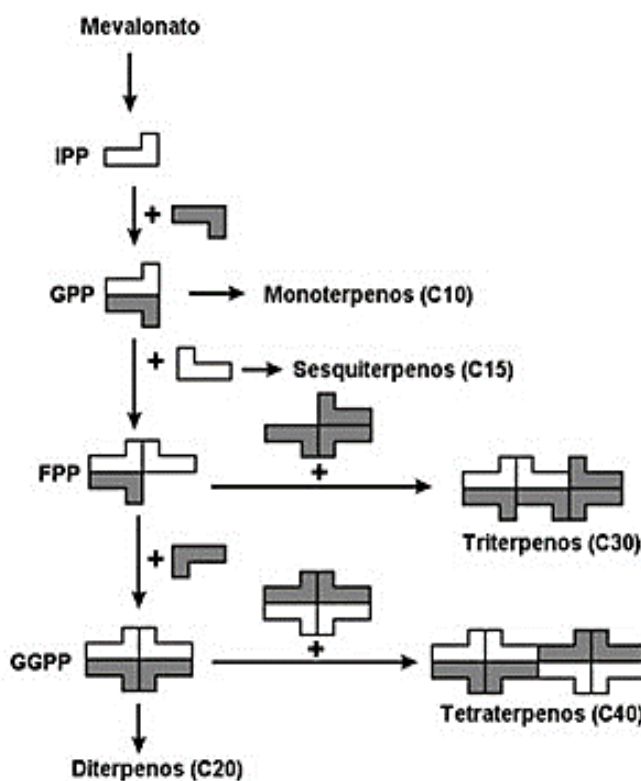 Mevalonato
IPP
+
GPP
Monoterpenos (C10)
+
Sesquiterpenos (C15)
+
FPP
Triterpenos (C30)
+
+
GGPP
Tetraterpenos (C40)
Diterpenos (C20)